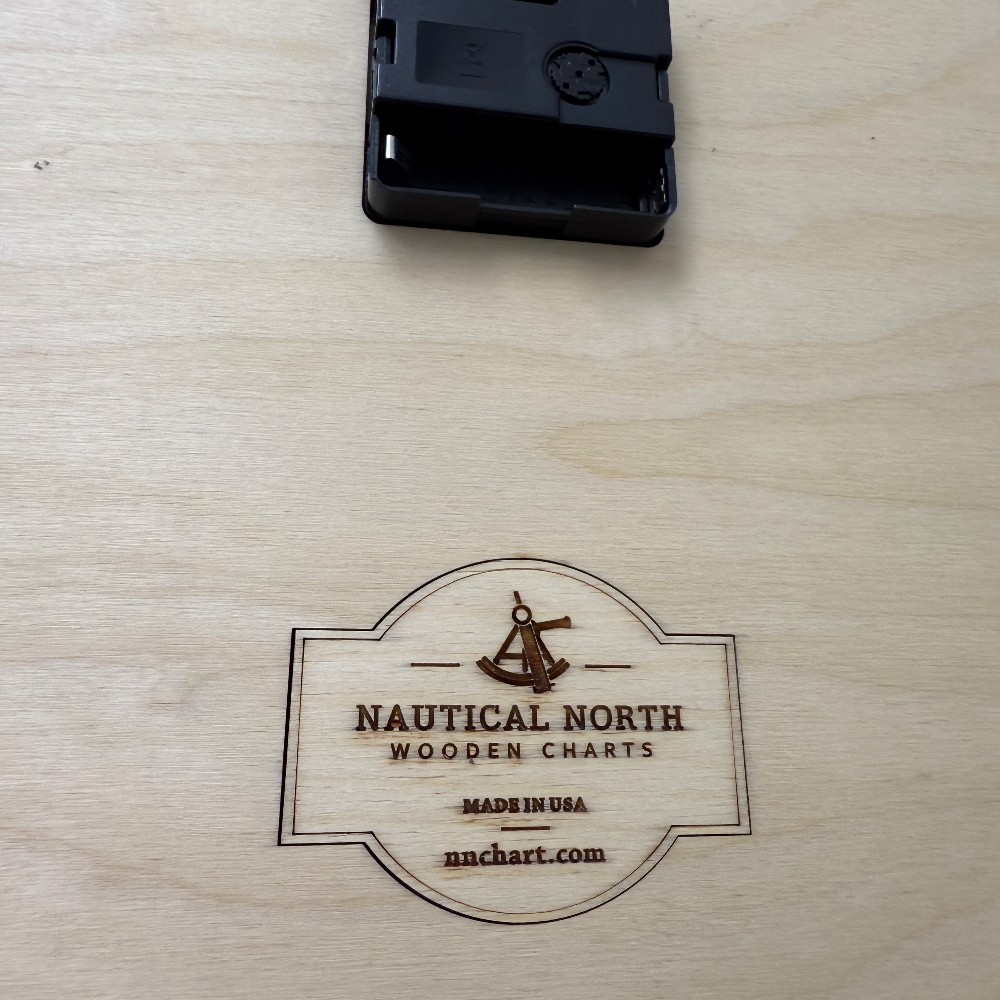 NAUTICAL NORTH
WOODEN CHARTS
MADE IN USA
nnchart.com